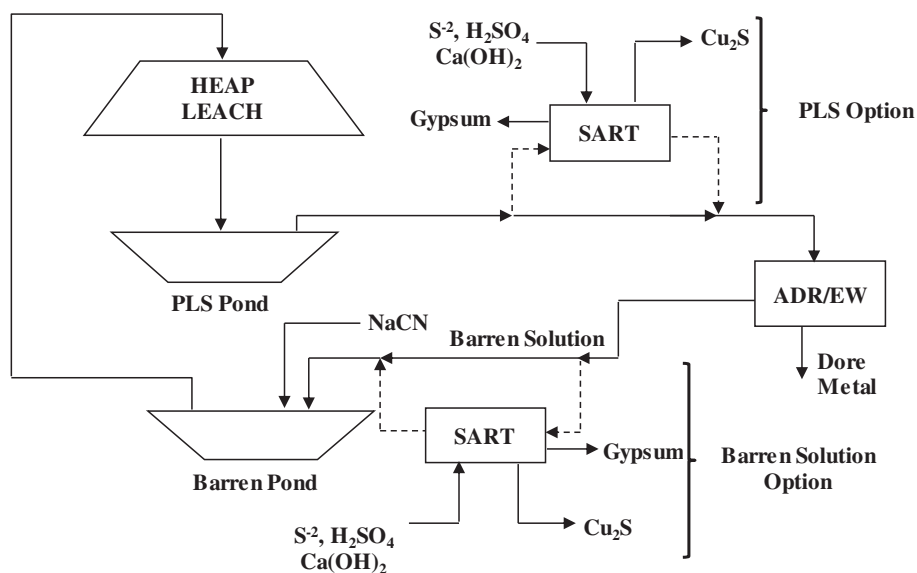 S⁻², H₂SO₄
Ca(OH)₂
Cu₂S
HEAP
LEACH
Gypsum
SART
PLS Option
PLS Pond
ADR/EW
NaCN
Barren Solution
Dore
Metal
SART
Gypsum
Barren Solution
Option
Barren Pond
S⁻², H₂SO₄
Ca(OH)₂
Cu₂S